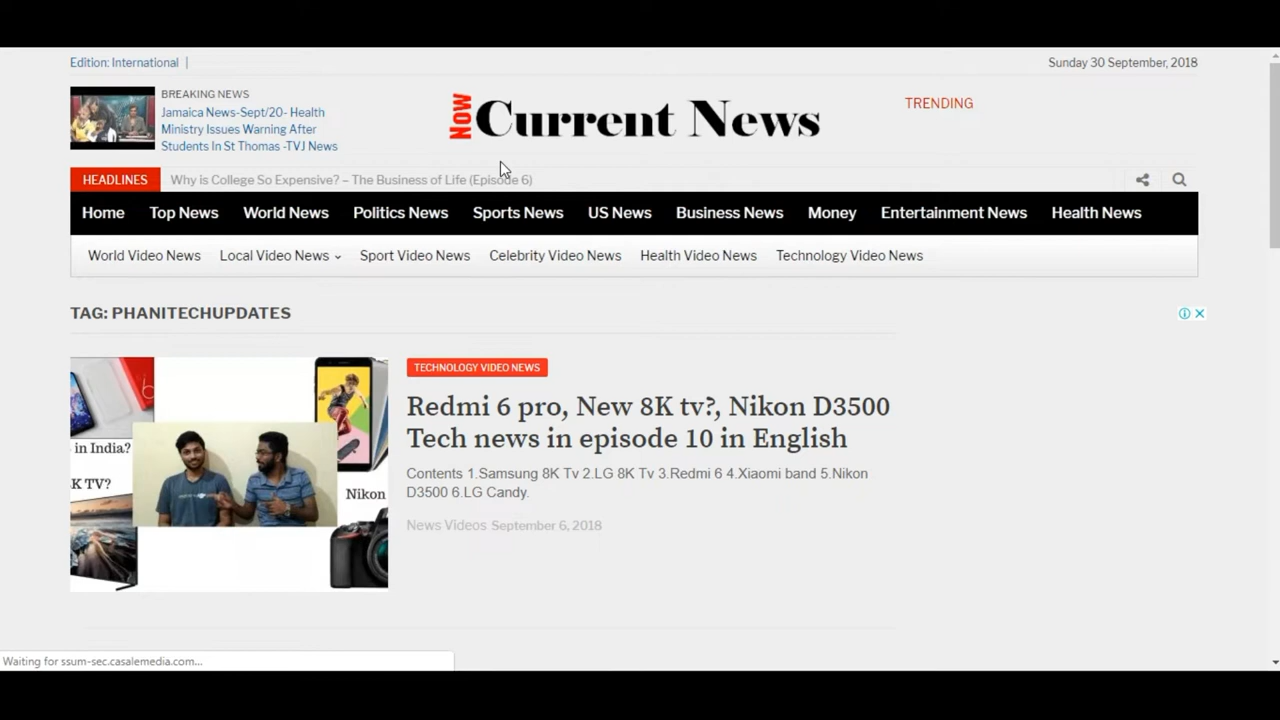 Edition: International |
Sunday 30 September, 2018
BREAKING NEWS
Jamaica News-Sept/20- Health
Ministry Issues Warning After
Students In St Thomas -TVJ News
Now Current News
TRENDING
HEADLINES Why is College So Expensive? – The Business of Life (Episode 6)
Home Top News World News Politics News Sports News US News Business News Money Entertainment News Health News
World Video News Local Video News Sport Video News Celebrity Video News Health Video News Technology Video News
TAG: PHANITECHUPDATES
in India?
K TV?
Nikon
TECHNOLOGY VIDEO NEWS
Redmi 6 pro, New 8K tv?, Nikon D3500
Tech news in episode 10 in English
Contents 1.Samsung 8K Tv 2.LG 8K Tv 3.Redmi 6 4.Xiaomi band 5.Nikon
D3500 6.LG Candy.
News Videos September 6, 2018
Waiting for ssum-sec.casalemedia.com...